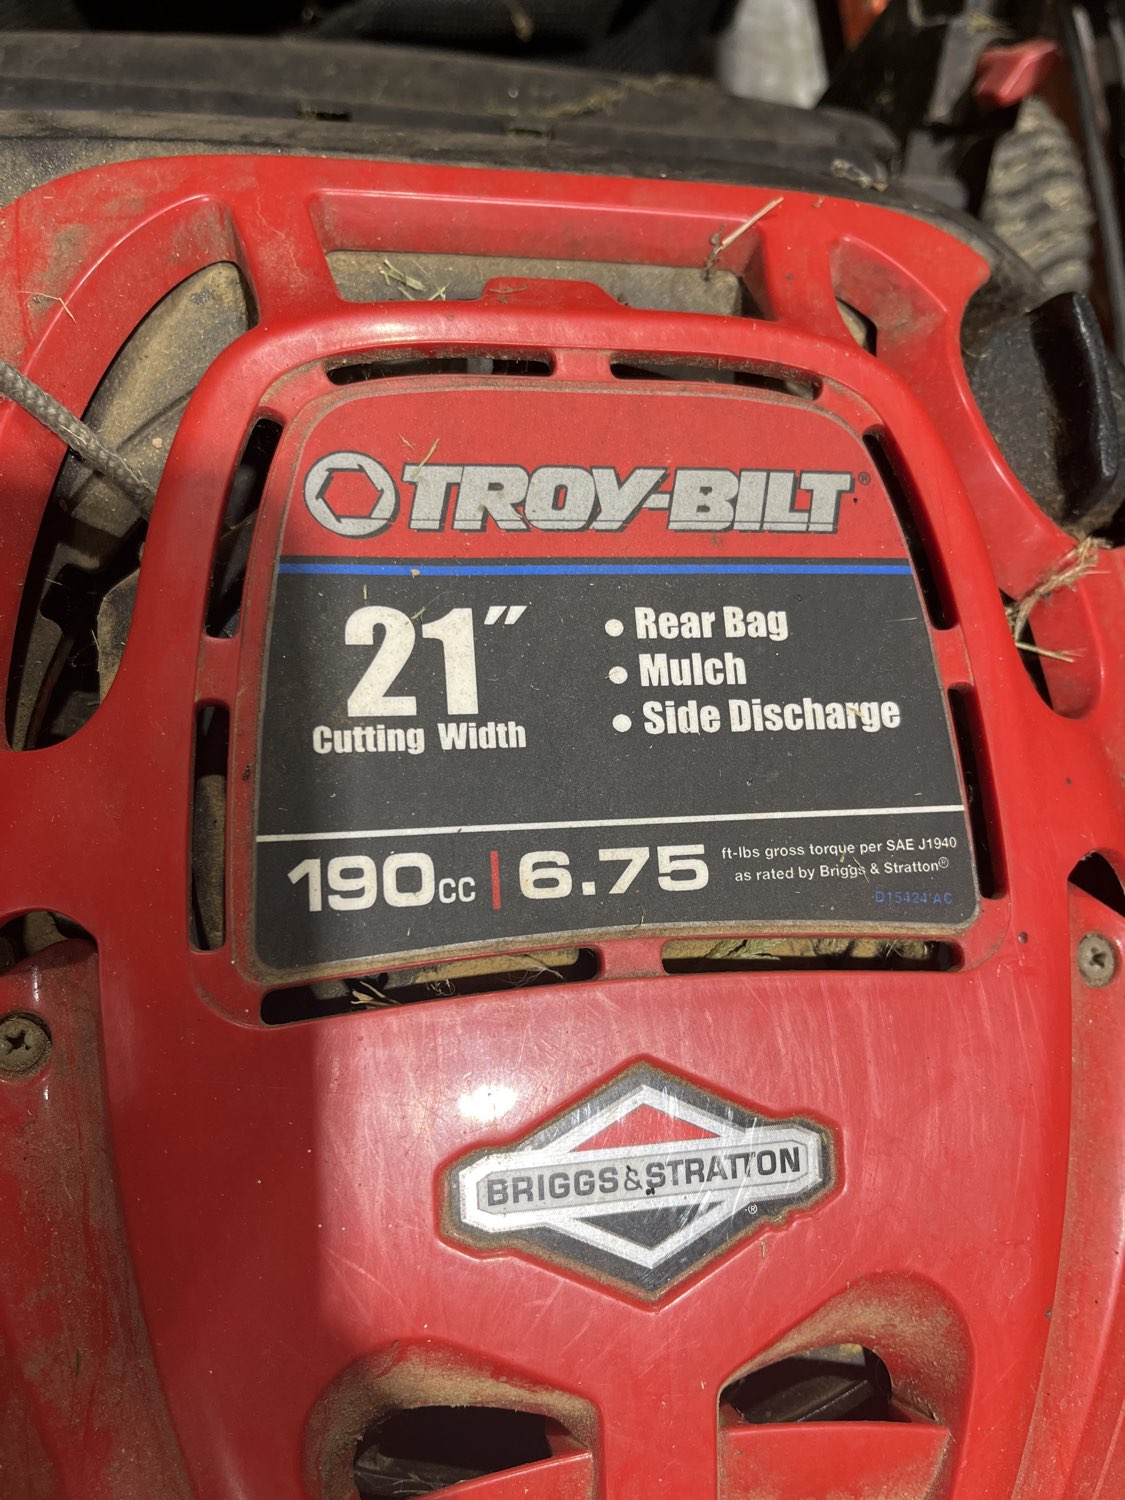 TROY-BILT®
21"
Cutting Width
• Rear Bag
• Mulch
• Side Discharge
190cc | 6.75
ft-lbs gross torque per SAE J1940
as rated by Briggs & Stratton®
D15424 AC
BRIGGS&STRATTON
®